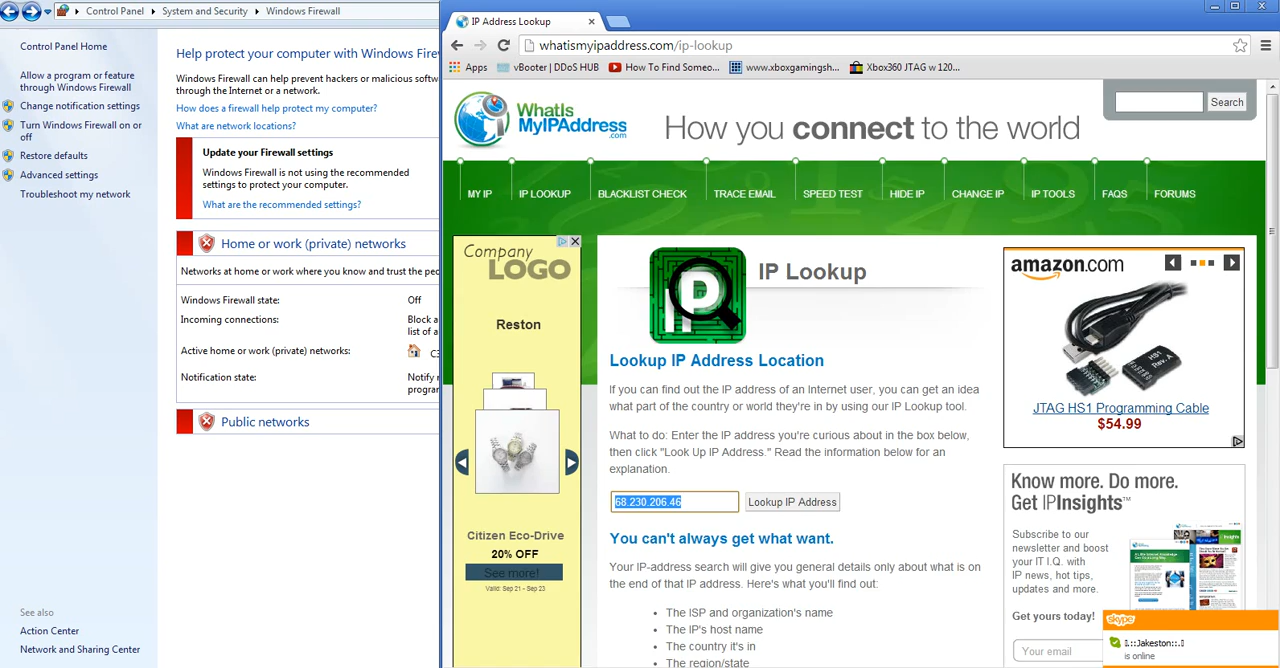 Control Panel
System and Security
Windows Firewall
Control Panel Home
Allow a program or feature
through Windows Firewall
Change notification settings
Turn Windows Firewall on or
off
Restore defaults
Advanced settings
Troubleshoot my network
See also
Action Center
Network and Sharing Center
Help protect your computer with Windows Firewall
Windows Firewall can help prevent hackers or malicious
through the Internet or a network.
How does a firewall help protect my computer?
What are network locations?
Update your Firewall settings
Windows Firewall is not using the recommended
settings to protect your computer.
What are the recommended settings?
Home or work (private) networks
Networks at home or work where you know and trust the
Windows Firewall state:
Off
Incoming connections:
Block a
list of a
Active home or work (private) networks:
Notification state:
Notify
Public networks
IP Address Lookup
whatismyipaddress.com/ip-lookup
Apps
vBooter | DDoS HUB
How To Find Someo...
www.xboxgamingsh...
Xbox360 JTAG w 120...
WhatIs
MyIPAddress
.com
How you connect to the world
Search
MY IP
IP LOOKUP
BLACKLIST CHECK
TRACE EMAIL
SPEED TEST
HIDE IP
CHANGE IP
IP TOOLS
FAQS
FORUMS
Company
LOGO
Reston
Citizen Eco-Drive
20% OFF
See more!
Valid: Sep 21 - Sep 23
IP
IP Lookup
Lookup IP Address Location
If you can find out the IP address of an Internet user, you can get an idea
what part of the country or world they're in by using our IP Lookup tool.
What to do: Enter the IP address you're curious about in the box below,
then click "Look Up IP Address." Read the information below for an
explanation.
68.230.206.46
Lookup IP Address
You can't always get what want.
Your IP-address search will give you general details only about what is on
the end of that IP address. Here's what you'll find out:
• The ISP and organization's name
• The IP's host name
• The country it's in
• The region/state
amazon.com
JTAG HS1 Programming Cable
$54.99
Know more. Do more.
Get IPInsights™
Subscribe to our
newsletter and boost
your IT I.Q. with
IP news, hot tips,
updates and more.
Get yours today!
Your email
skype
.::Jakeston::.
is online